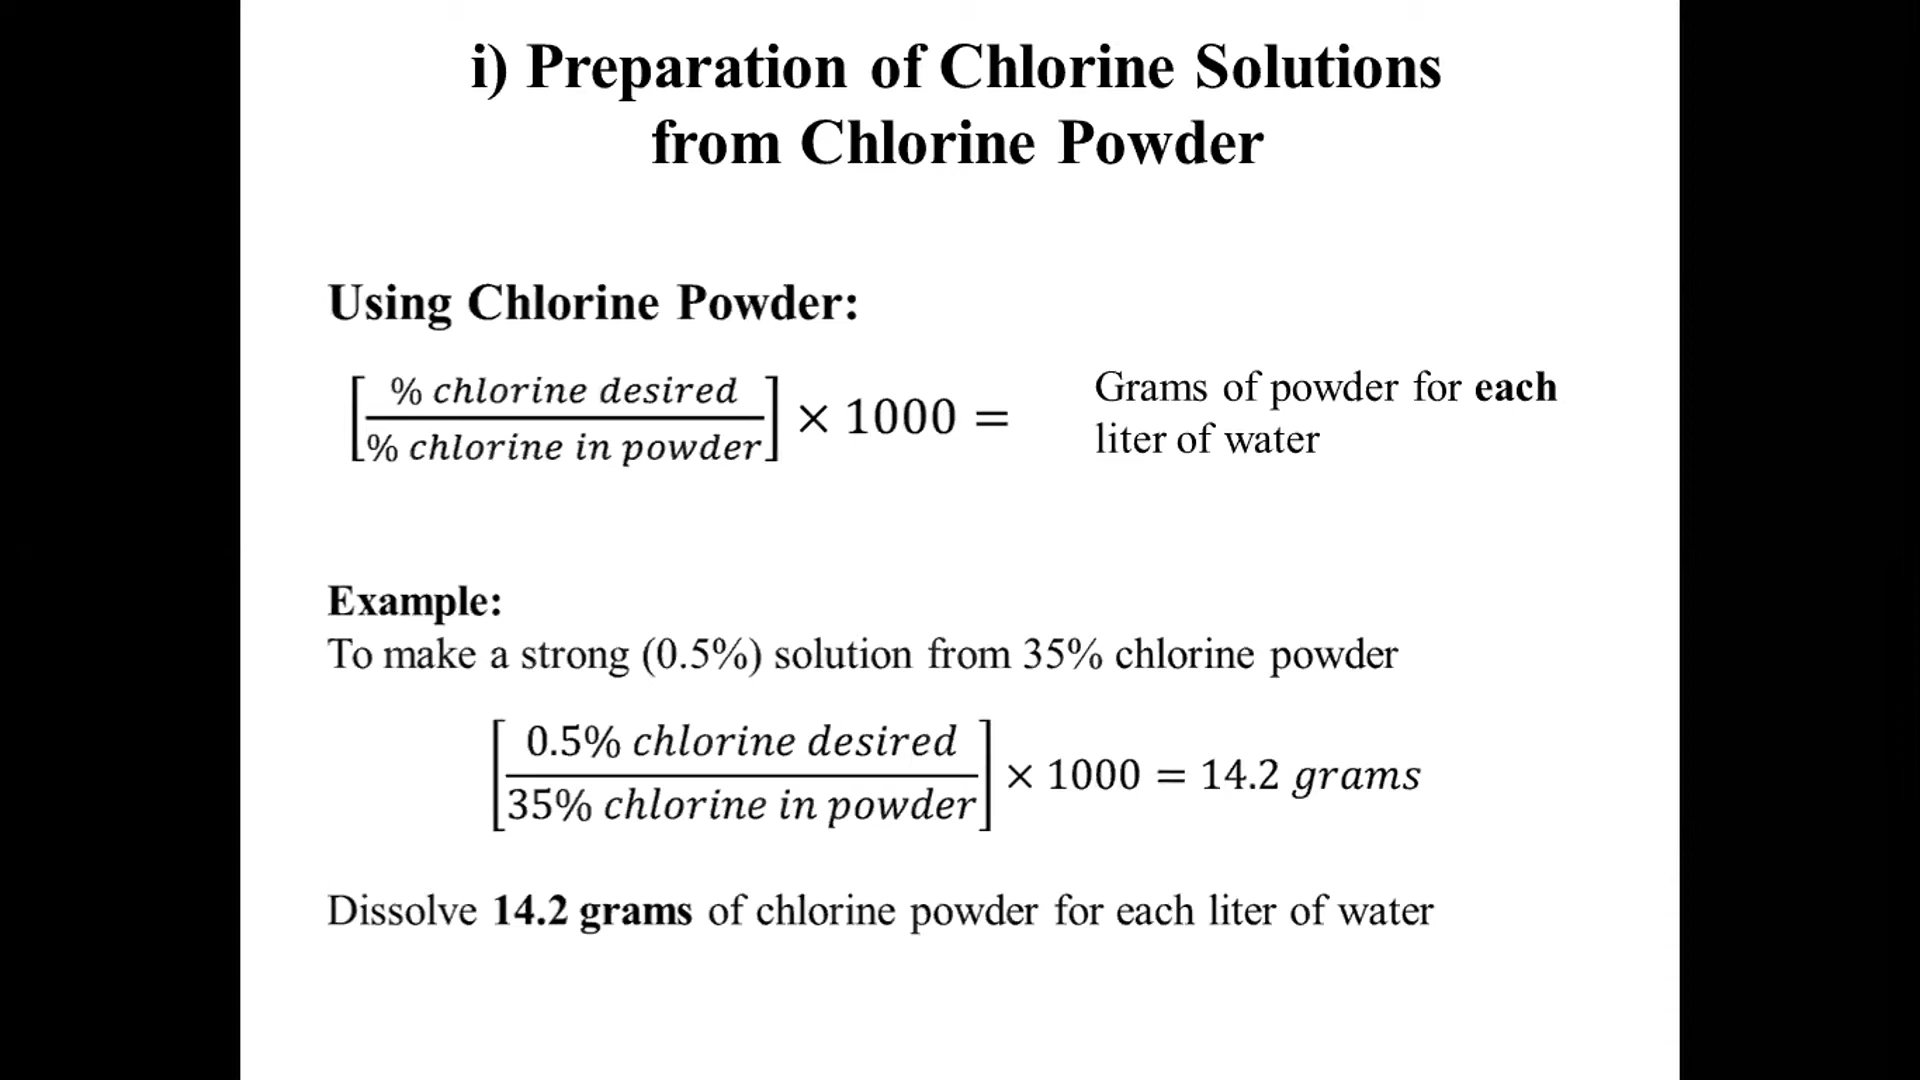 i) Preparation of Chlorine Solutions
from Chlorine Powder
Using Chlorine Powder:
[% chlorine desired / % chlorine in powder] × 1000 =
Grams of powder for each
liter of water
Example:
To make a strong (0.5%) solution from 35% chlorine powder
[0.5% chlorine desired / 35% chlorine in powder] × 1000 = 14.2 grams
Dissolve 14.2 grams of chlorine powder for each liter of water